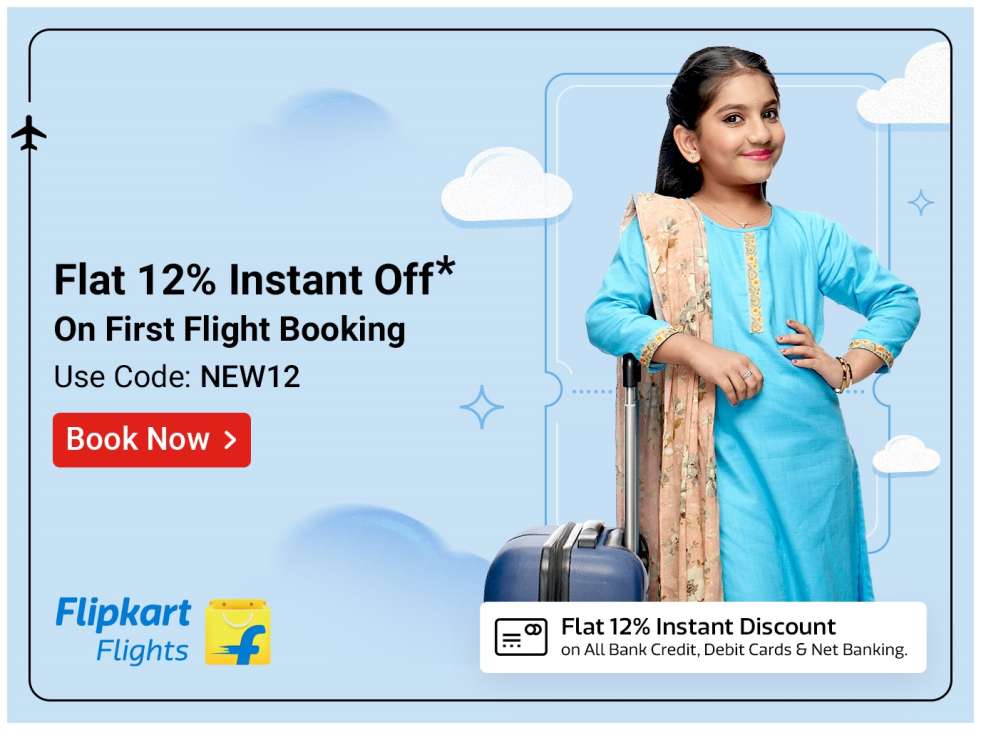 Flat 12% Instant Off*
On First Flight Booking
Use Code: NEW12
Book Now >
Flipkart
Flights
Flat 12% Instant Discount
on All Bank Credit, Debit Cards & Net Banking.